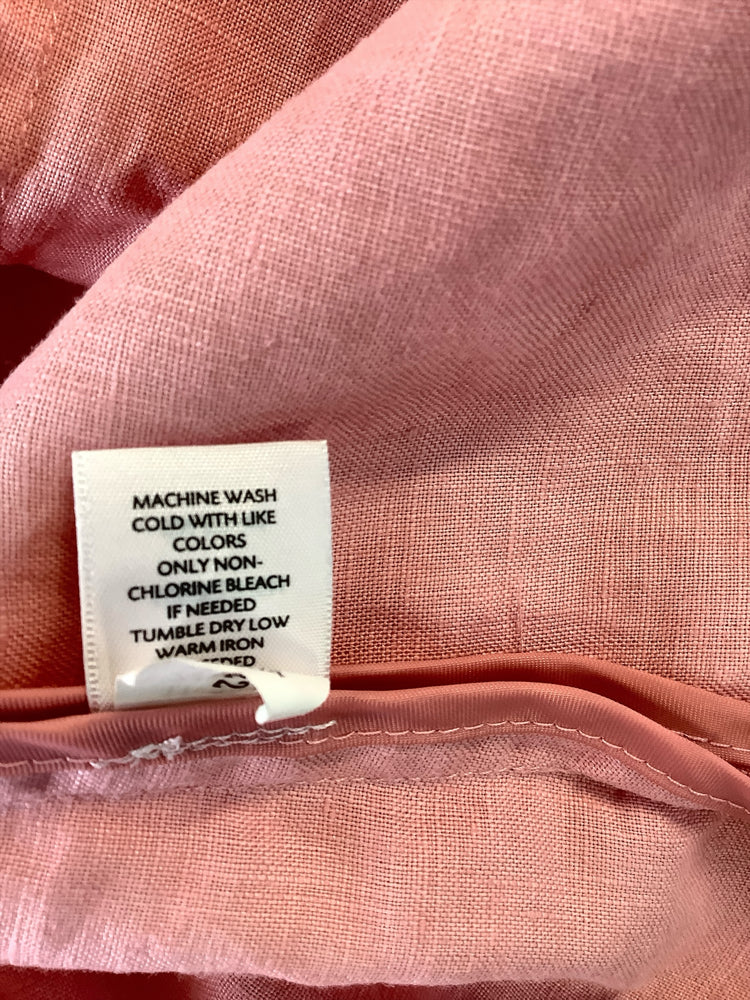 MACHINE WASH
COLD WITH LIKE
COLORS
ONLY NON-
CHLORINE BLEACH
IF NEEDED
TUMBLE DRY LOW
WARM IRON